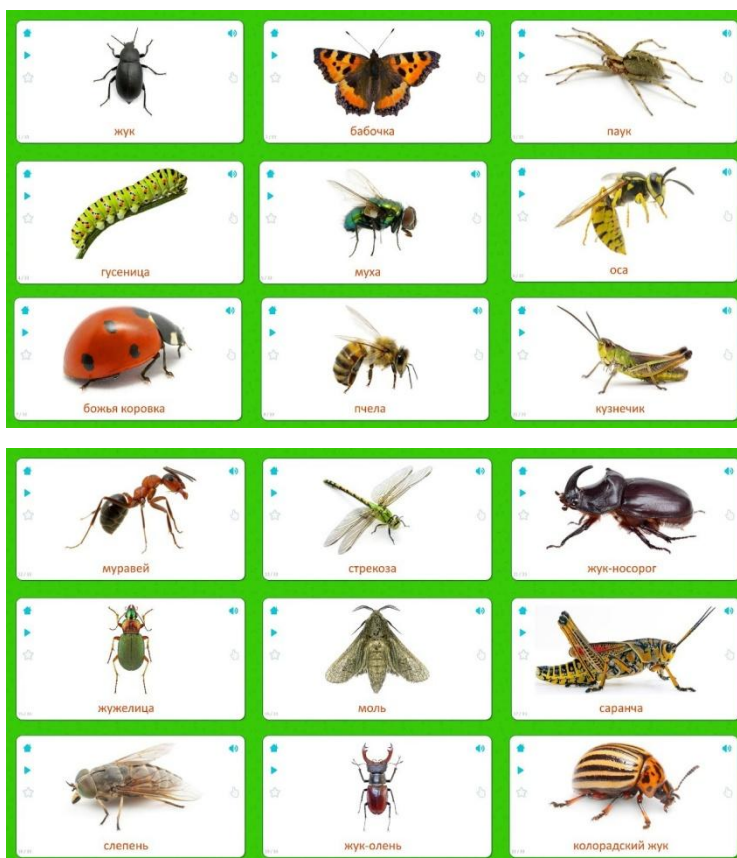 жук
бабочка
паук
гусеница
муха
оса
божья коровка
пчела
кузнечик
муравей
стрекоза
жук-носорог
жужелица
моль
саранча
слепень
жук-олень
колорадский жук